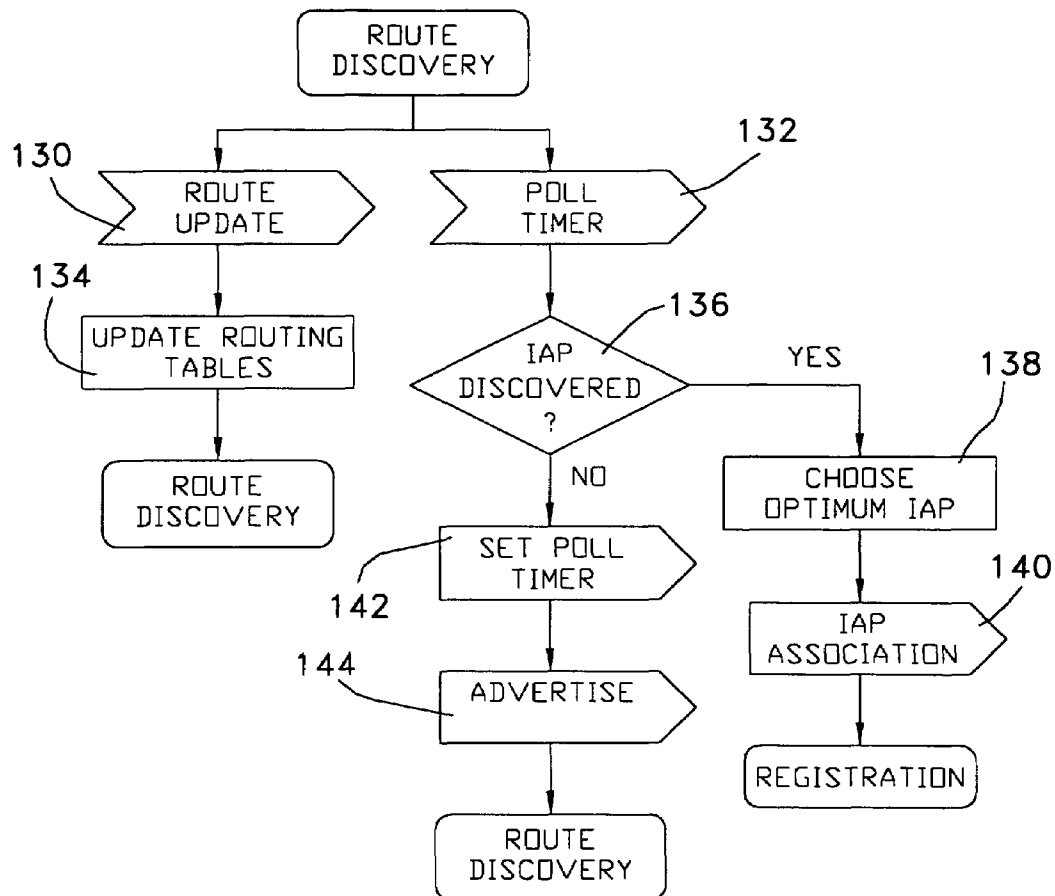 ROUTE
DISCOVERY
130
ROUTE
UPDATE
132
POLL
TIMER
134
UPDATE ROUTING
TABLES
136
IAP
DISCOVERED
?
YES
NO
138
CHOOSE
OPTIMUM IAP
ROUTE
DISCOVERY
142
SET POLL
TIMER
140
IAP
ASSOCIATION
144
ADVERTISE
REGISTRATION
ROUTE
DISCOVERY